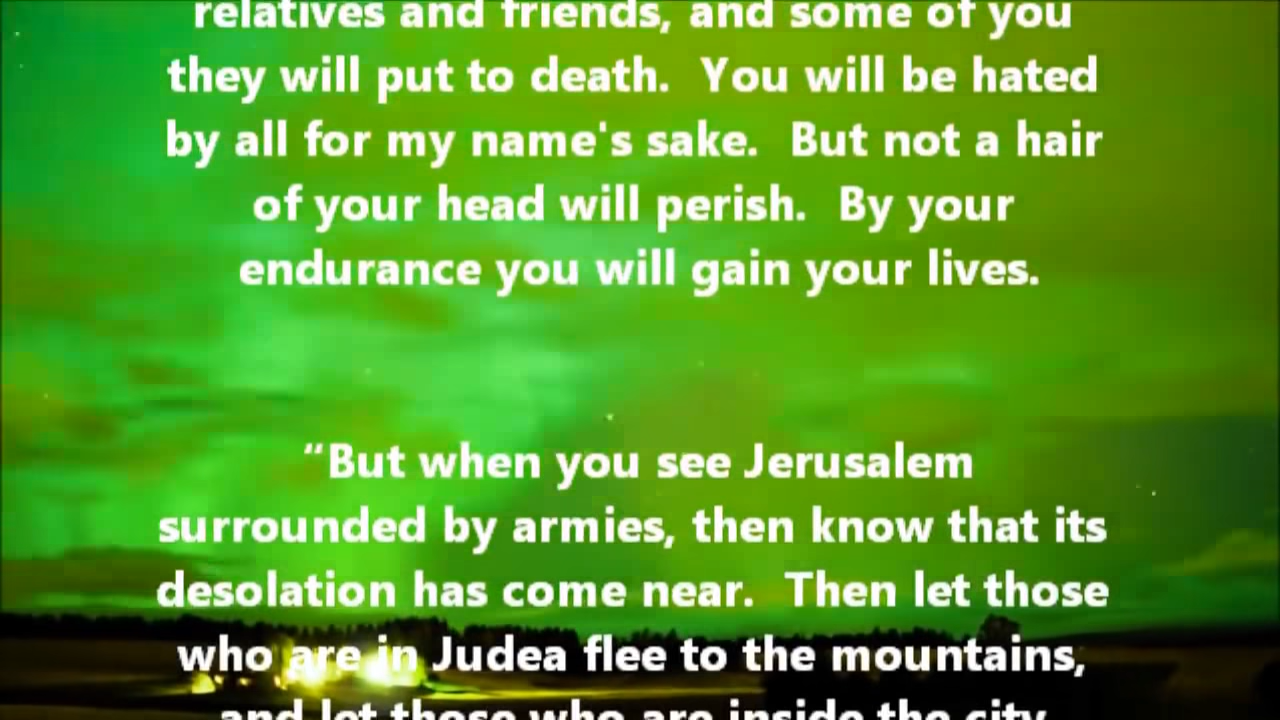 relatives and friends, and some of you
they will put to death.  You will be hated
by all for my name's sake.  But not a hair
of your head will perish.  By your
endurance you will gain your lives.
“But when you see Jerusalem
surrounded by armies, then know that its
desolation has come near.  Then let those
who are in Judea flee to the mountains,
and let those who are inside the city